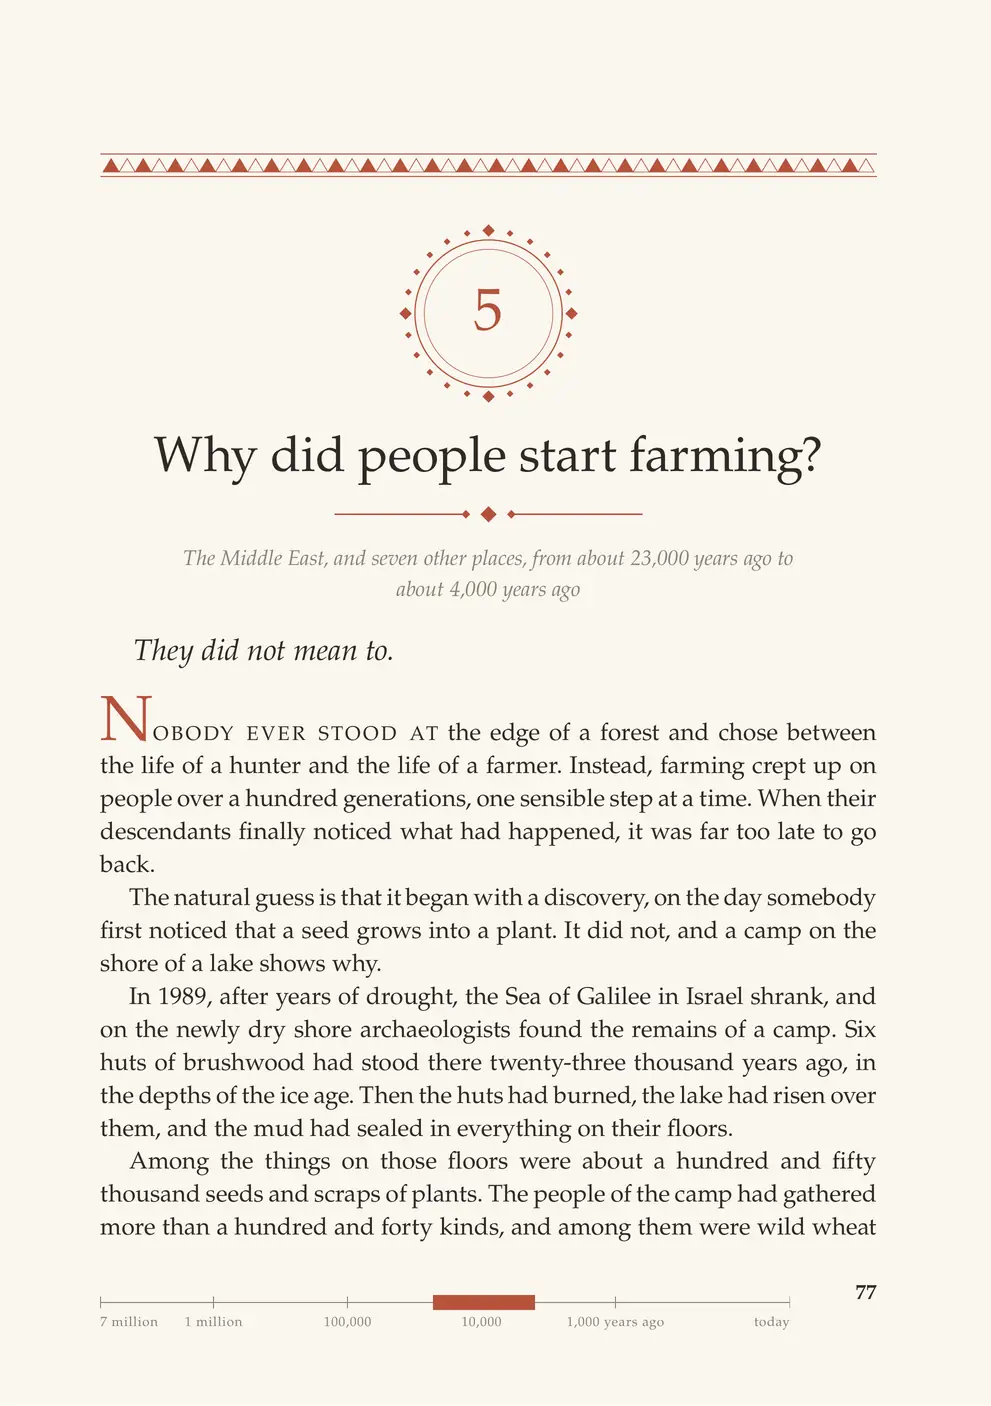 5
Why did people start farming?
The Middle East, and seven other places, from about 23,000 years ago to
about 4,000 years ago
They did not mean to.
NOBODY EVER STOOD AT the edge of a forest and chose between
the life of a hunter and the life of a farmer. Instead, farming crept up on
people over a hundred generations, one sensible step at a time. When their
descendants finally noticed what had happened, it was far too late to go
back.
The natural guess is that it began with a discovery, on the day somebody
first noticed that a seed grows into a plant. It did not, and a camp on the
shore of a lake shows why.
In 1989, after years of drought, the Sea of Galilee in Israel shrank, and
on the newly dry shore archaeologists found the remains of a camp. Six
huts of brushwood had stood there twenty-three thousand years ago, in
the depths of the ice age. Then the huts had burned, the lake had risen over
them, and the mud had sealed in everything on their floors.
Among the things on those floors were about a hundred and fifty
thousand seeds and scraps of plants. The people of the camp had gathered
more than a hundred and forty kinds, and among them were wild wheat
77
7 million 1 million 100,000 10,000 1,000 years ago today